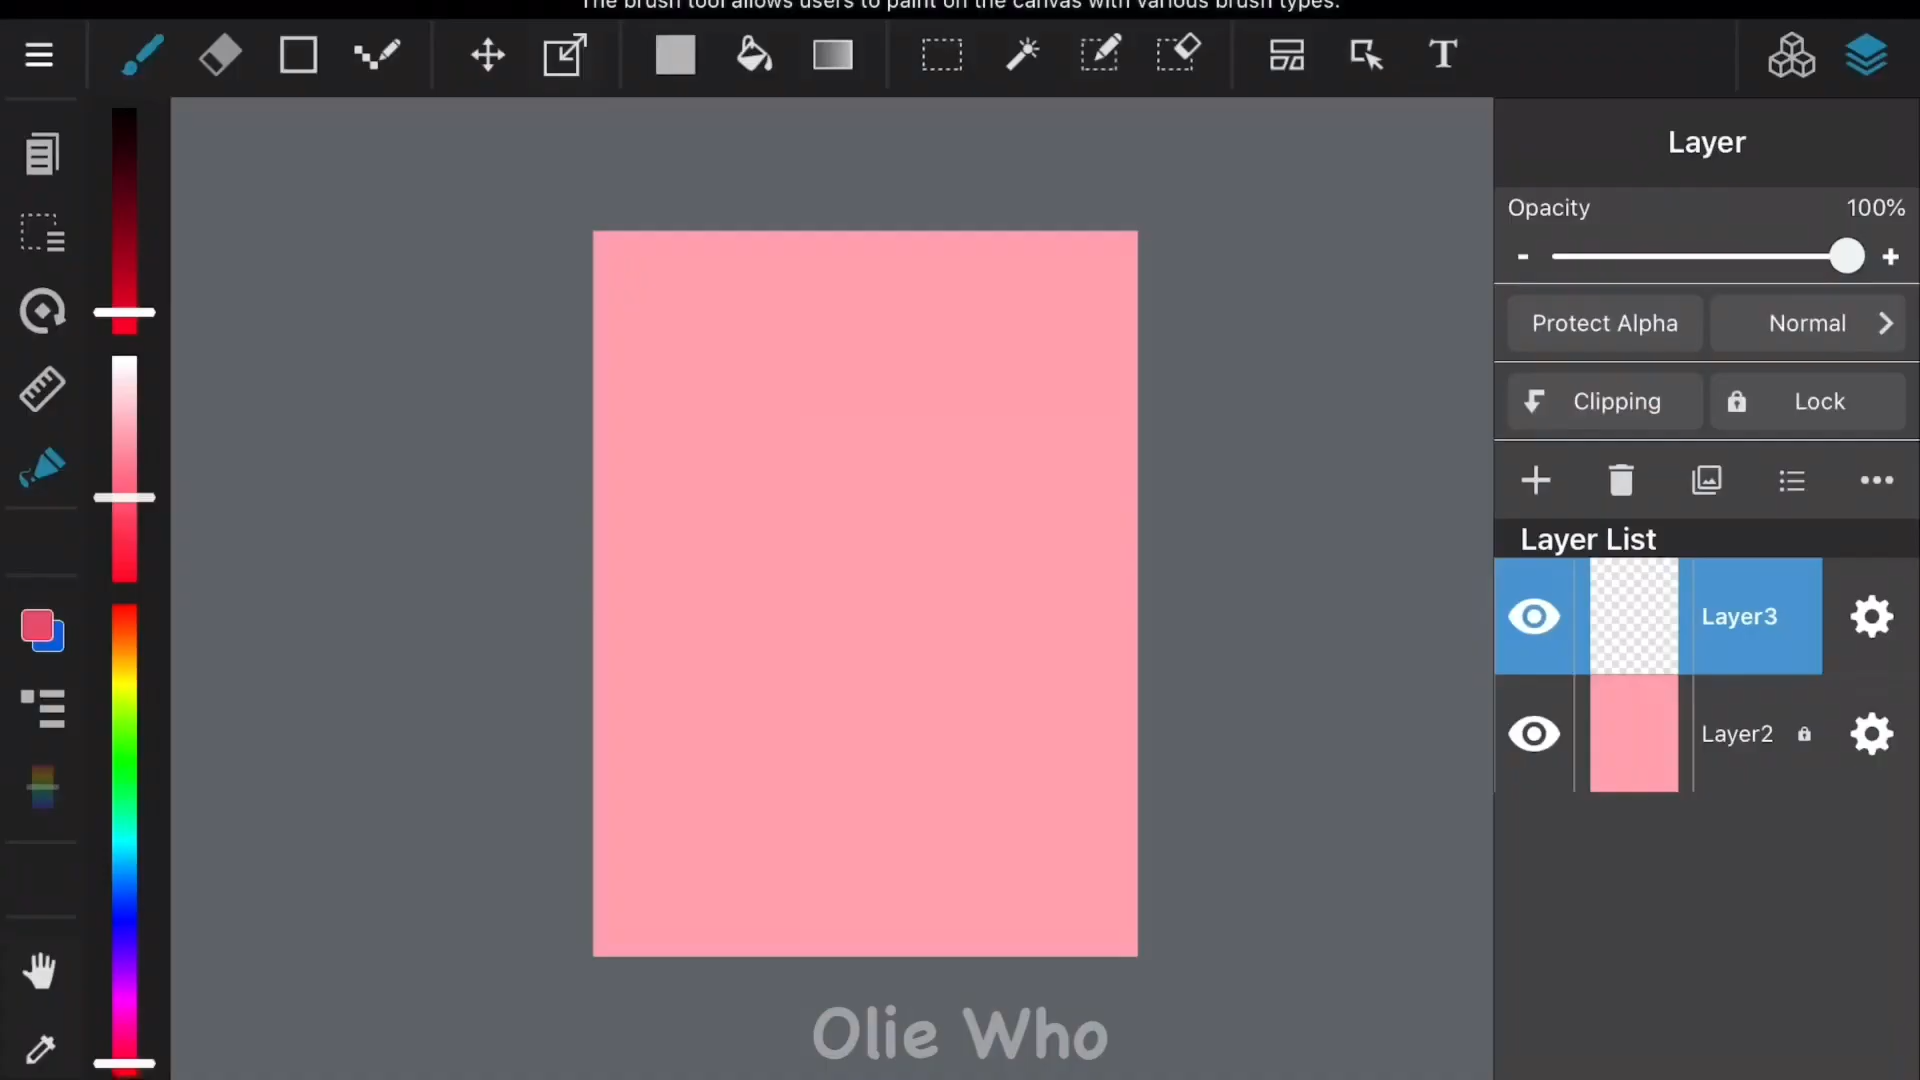 The brush tool allows users to paint on the canvas with various brush types.
T
Layer
Opacity 100%
- +
Protect Alpha Normal
Clipping Lock
Layer List
Layer3
Layer2
Olie Who